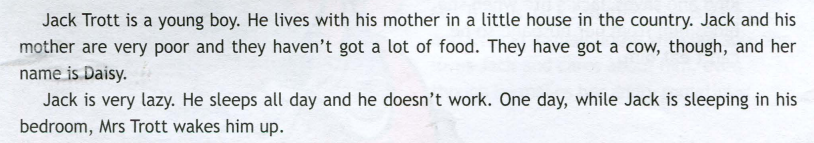 Jack Trott is a young boy. He lives with his mother in a little house in the country. Jack and his
mother are very poor and they haven't got a lot of food. They have got a cow, though, and her
name is Daisy.
Jack is very lazy. He sleeps all day and he doesn't work. One day, while Jack is sleeping in his
bedroom, Mrs Trott wakes him up.